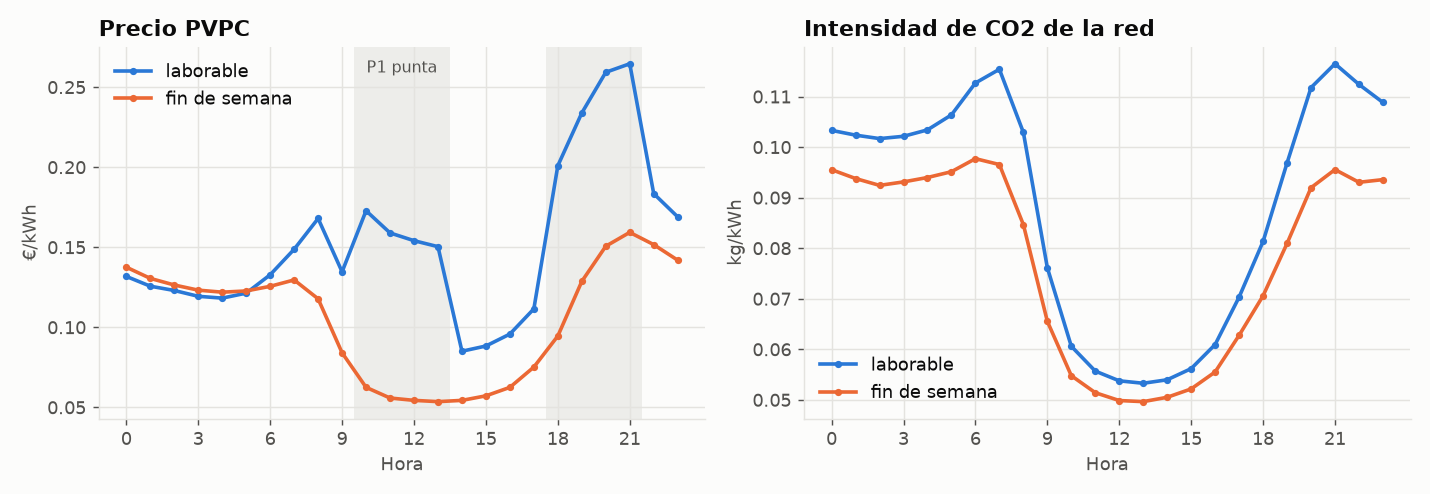 Precio PVPC
€/kWh
0.25
0.20
0.15
0.10
0.05
laborable
fin de semana
P1 punta
0 3 6 9 12 15 18 21
Hora
Intensidad de CO2 de la red
kg/kWh
0.11
0.10
0.09
0.08
0.07
0.06
0.05
laborable
fin de semana
0 3 6 9 12 15 18 21
Hora